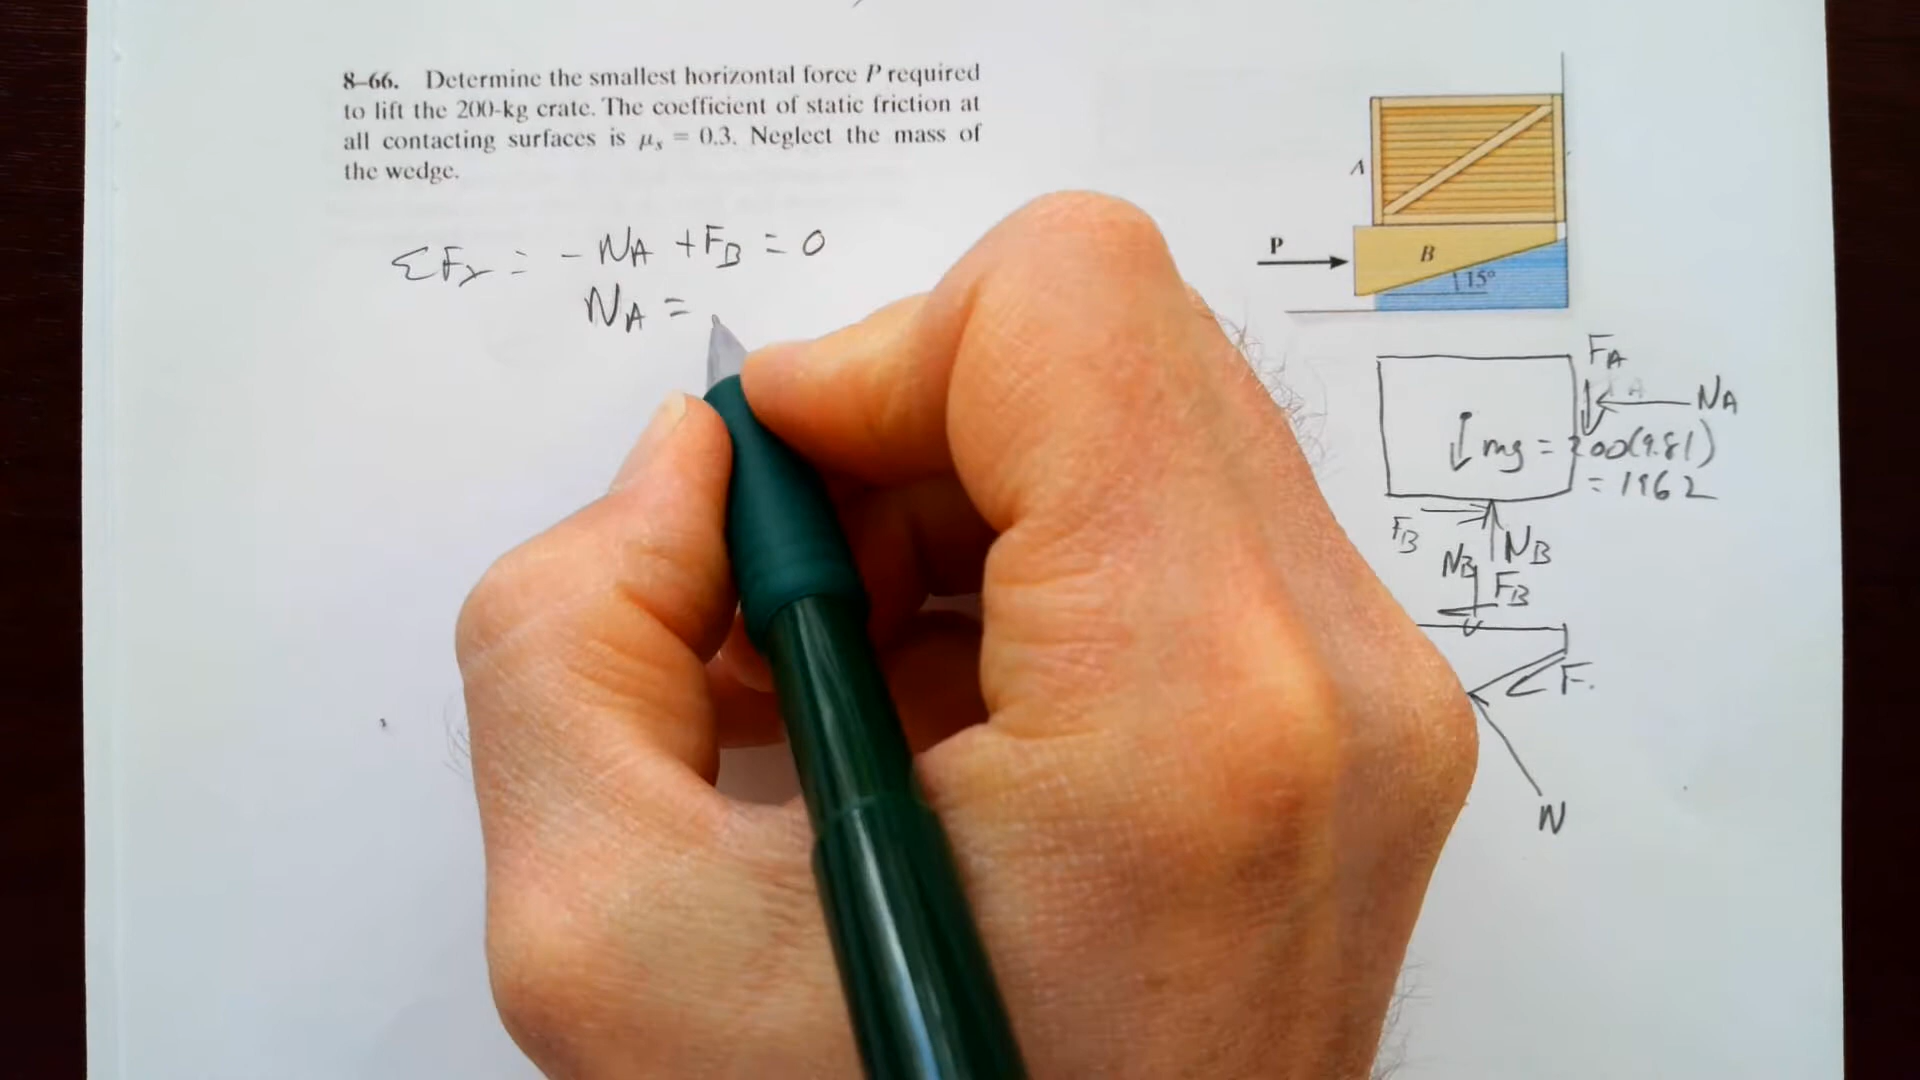 8–66. Determine the smallest horizontal force P required
to lift the 200-kg crate. The coefficient of static friction at
all contacting surfaces is μs = 0.3. Neglect the mass of
the wedge.
ΣFx = - NA + FB = 0
NA =
A
P
B
15°
FA
NA
mg = 200(9.81)
= 1962
FB
NB
NB
FB
F.
N